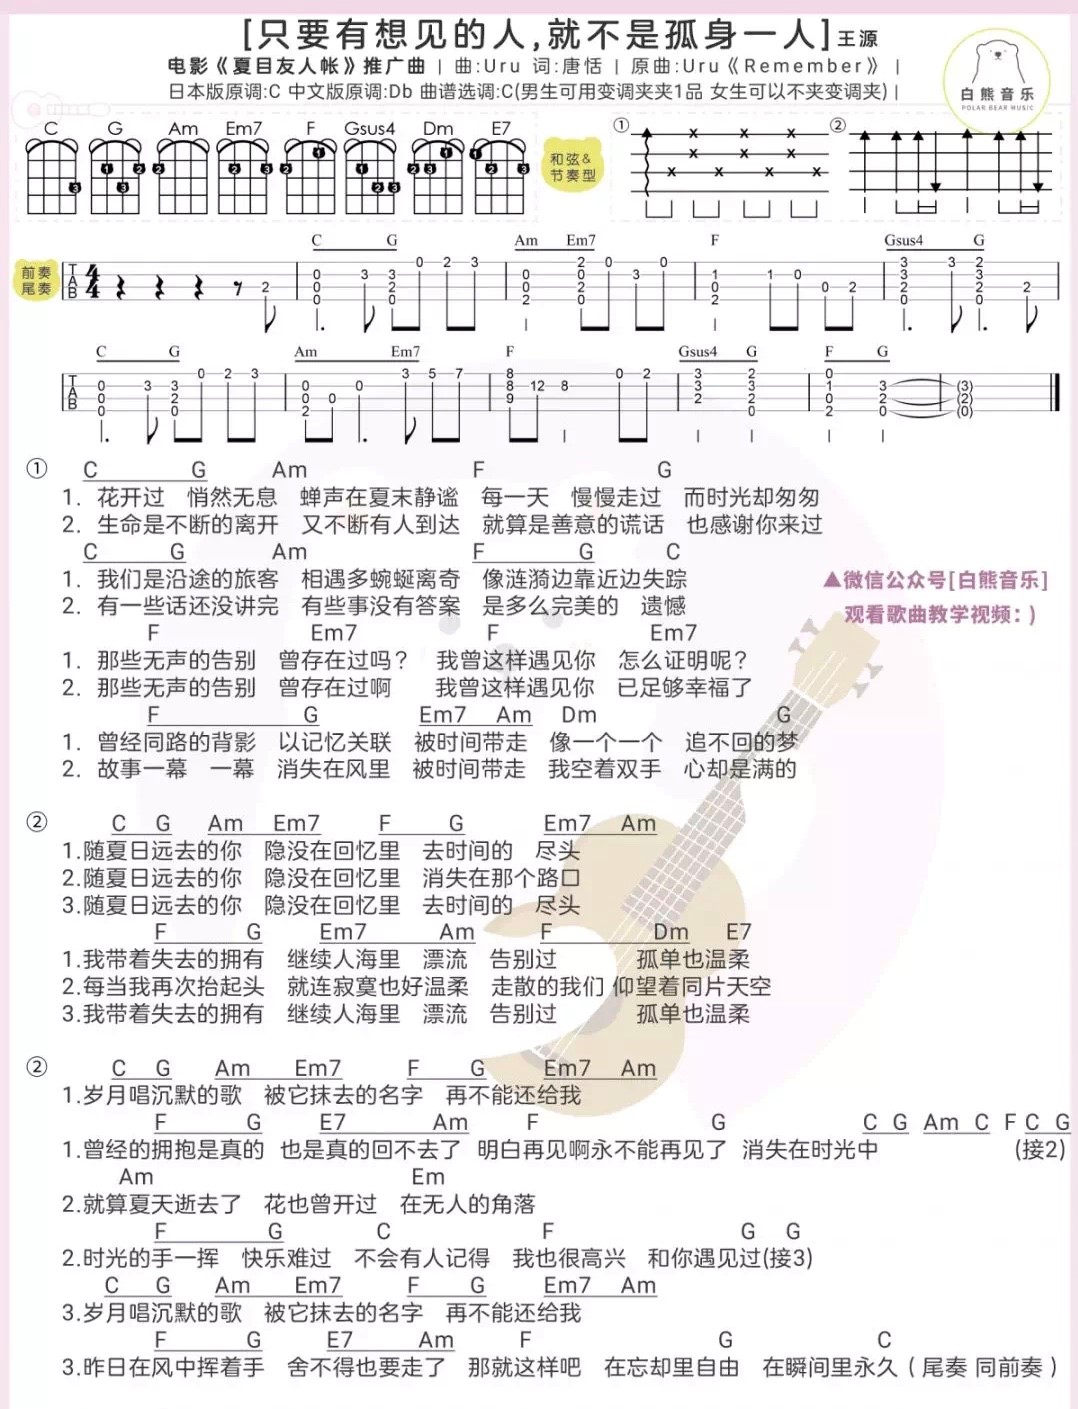 [只要有想见的人,就不是孤身一人]王源
电影《夏目友人帐》推广曲 | 曲:Uru 词:唐恬 | 原曲:Uru《Remember》 |
日本版原调:C 中文版原调:Db 曲谱选调:C(男生可用变调夹夹1品 女生可以不夹变调夹) |
白熊音乐
POLAR BEAR MUSIC
C G Am Em7 F Gsus4 Dm E7
和弦&
节奏型
① ②
C G Am Em7 F Gsus4 G
前奏
尾奏
TAB 4/4
C G Am Em7 F Gsus4 G F G
① C G Am F G
1. 花开过 悄然无息 蝉声在夏末静谧 每一天 慢慢走过 而时光却匆匆
2. 生命是不断的离开 又不断有人到达 就算是善意的谎话 也感谢你来过
C G Am F G C
1. 我们是沿途的旅客 相遇多蜿蜒离奇 像涟漪边靠近边失踪
2. 有一些话还没讲完 有些事没有答案 是多么完美的 遗憾
▲微信公众号[白熊音乐]
观看歌曲教学视频：)
F Em7 F Em7
1. 那些无声的告别 曾存在过吗? 我曾这样遇见你 怎么证明呢?
2. 那些无声的告别 曾存在过啊 我曾这样遇见你 已足够幸福了
F G Em7 Am Dm G
1. 曾经同路的背影 以记忆关联 被时间带走 像一个一个 追不回的梦
2. 故事一幕 一幕 消失在风里 被时间带走 我空着双手 心却是满的
② C G Am Em7 F G Em7 Am
1.随夏日远去的你 隐没在回忆里 去时间的 尽头
2.随夏日远去的你 隐没在回忆里 消失在那个路口
3.随夏日远去的你 隐没在回忆里 去时间的 尽头
F G Em7 Am F Dm E7
1.我带着失去的拥有 继续人海里 漂流 告别过 孤单也温柔
2.每当我再次抬起头 就连寂寞也好温柔 走散的我们 仰望着同片天空
3.我带着失去的拥有 继续人海里 漂流 告别过 孤单也温柔
② C G Am Em7 F G Em7 Am
1.岁月唱沉默的歌 被它抹去的名字 再不能还给我
F G E7 Am F G C G Am C F C G
1.曾经的拥抱是真的 也是真的回不去了 明白再见啊永不能再见了 消失在时光中 (接2)
Am Em
2.就算夏天逝去了 花也曾开过 在无人的角落
F G C F G G
2.时光的手一挥 快乐难过 不会有人记得 我也很高兴 和你遇见过(接3)
C G Am Em7 F G Em7 Am
3.岁月唱沉默的歌 被它抹去的名字 再不能还给我
F G E7 Am F G C
3.昨日在风中挥着手 舍不得也要走了 那就这样吧 在忘却里自由 在瞬间里永久（尾奏 同前奏）